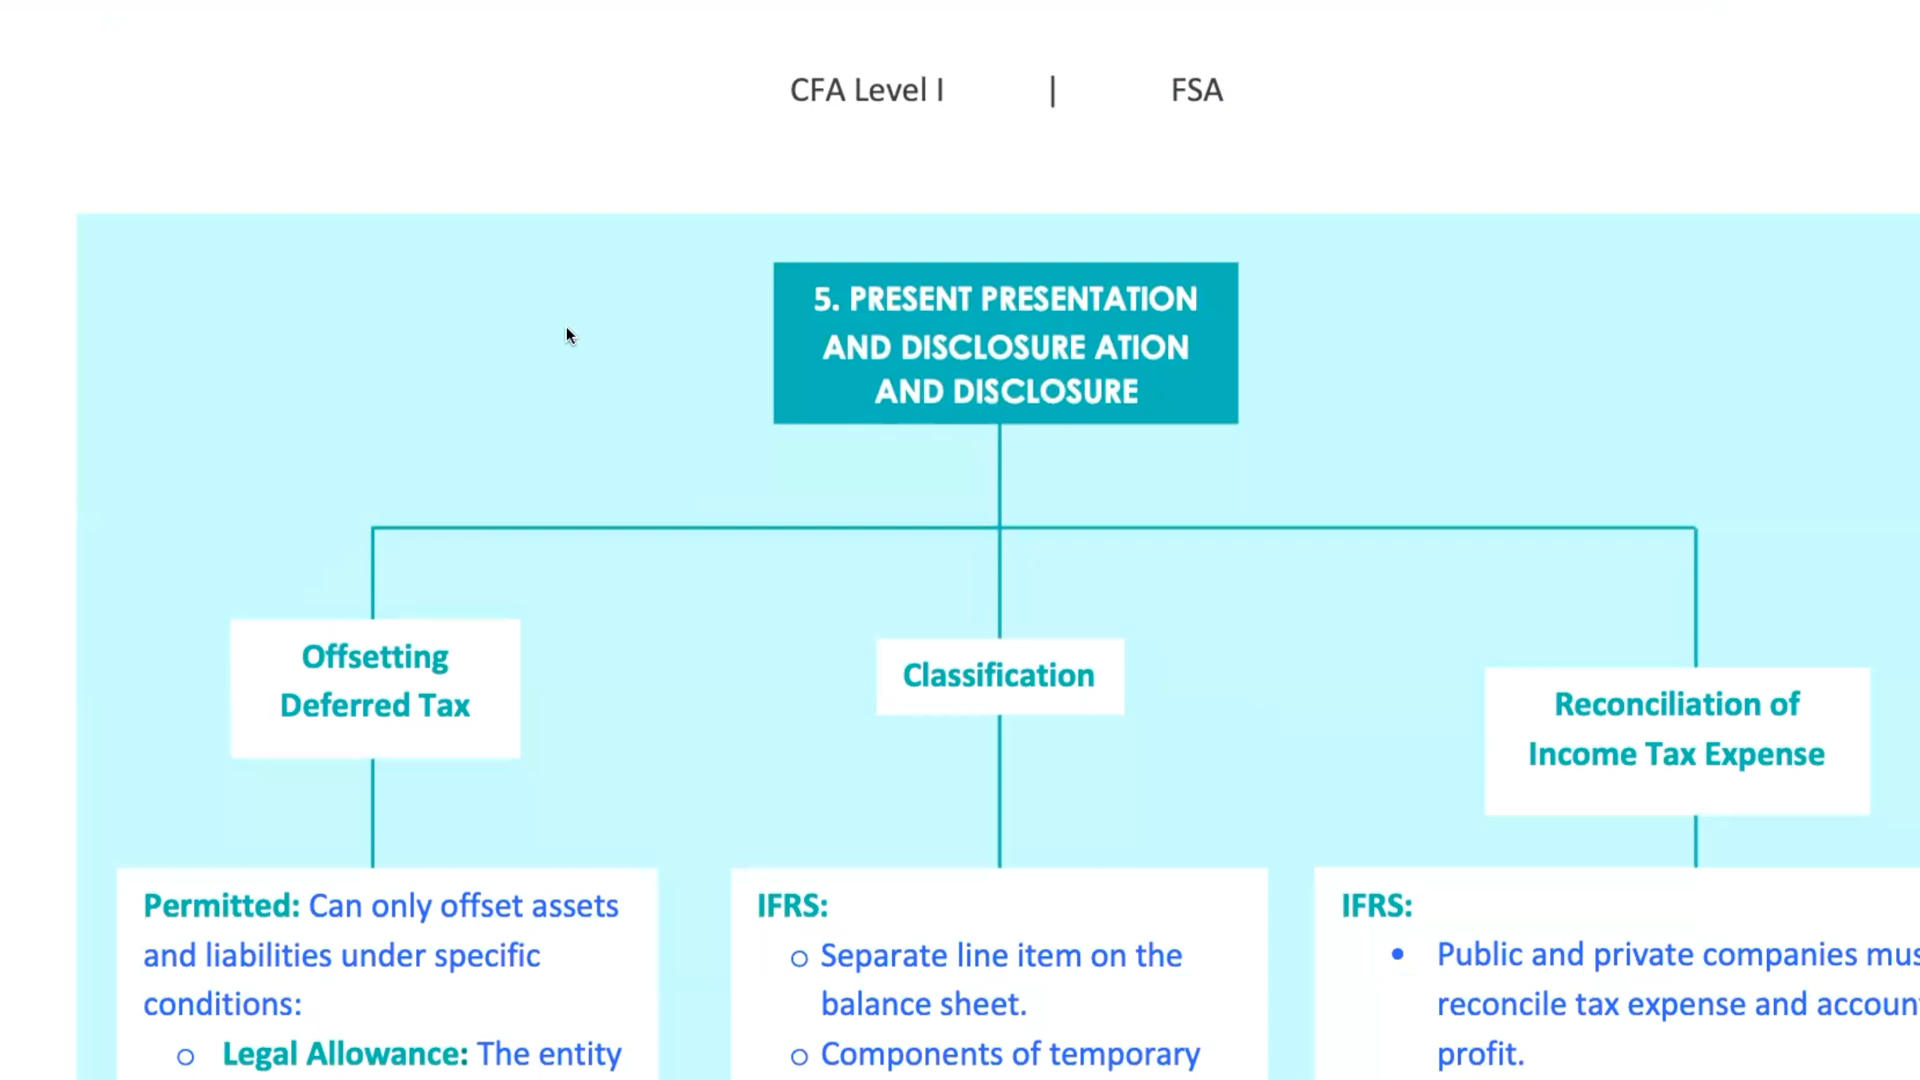 CFA Level I | FSA
5. PRESENT PRESENTATION
AND DISCLOSURE ATION
AND DISCLOSURE
Offsetting
Deferred Tax
Classification
Reconciliation of
Income Tax Expense
Permitted: Can only offset assets
and liabilities under specific
conditions:
o Legal Allowance: The entity
IFRS:
o Separate line item on the
balance sheet.
o Components of temporary
IFRS:
• Public and private companies
reconcile tax expense and
profit.